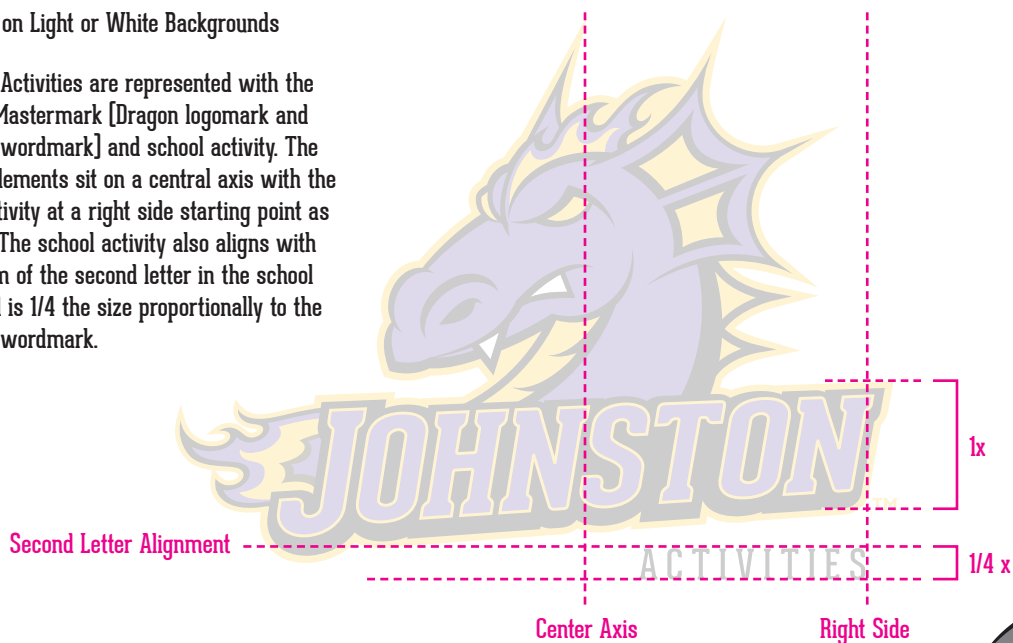 on Light or White Backgrounds
Activities are represented with the
Mastermark [Dragon logomark and
wordmark] and school activity. The
elements sit on a central axis with the
tivity at a right side starting point as
The school activity also aligns with
m of the second letter in the school
l is 1/4 the size proportionally to the
wordmark.
JOHNSTON
TM
1x
Second Letter Alignment
ACTIVITIES
1/4 x
Center Axis
Right Side